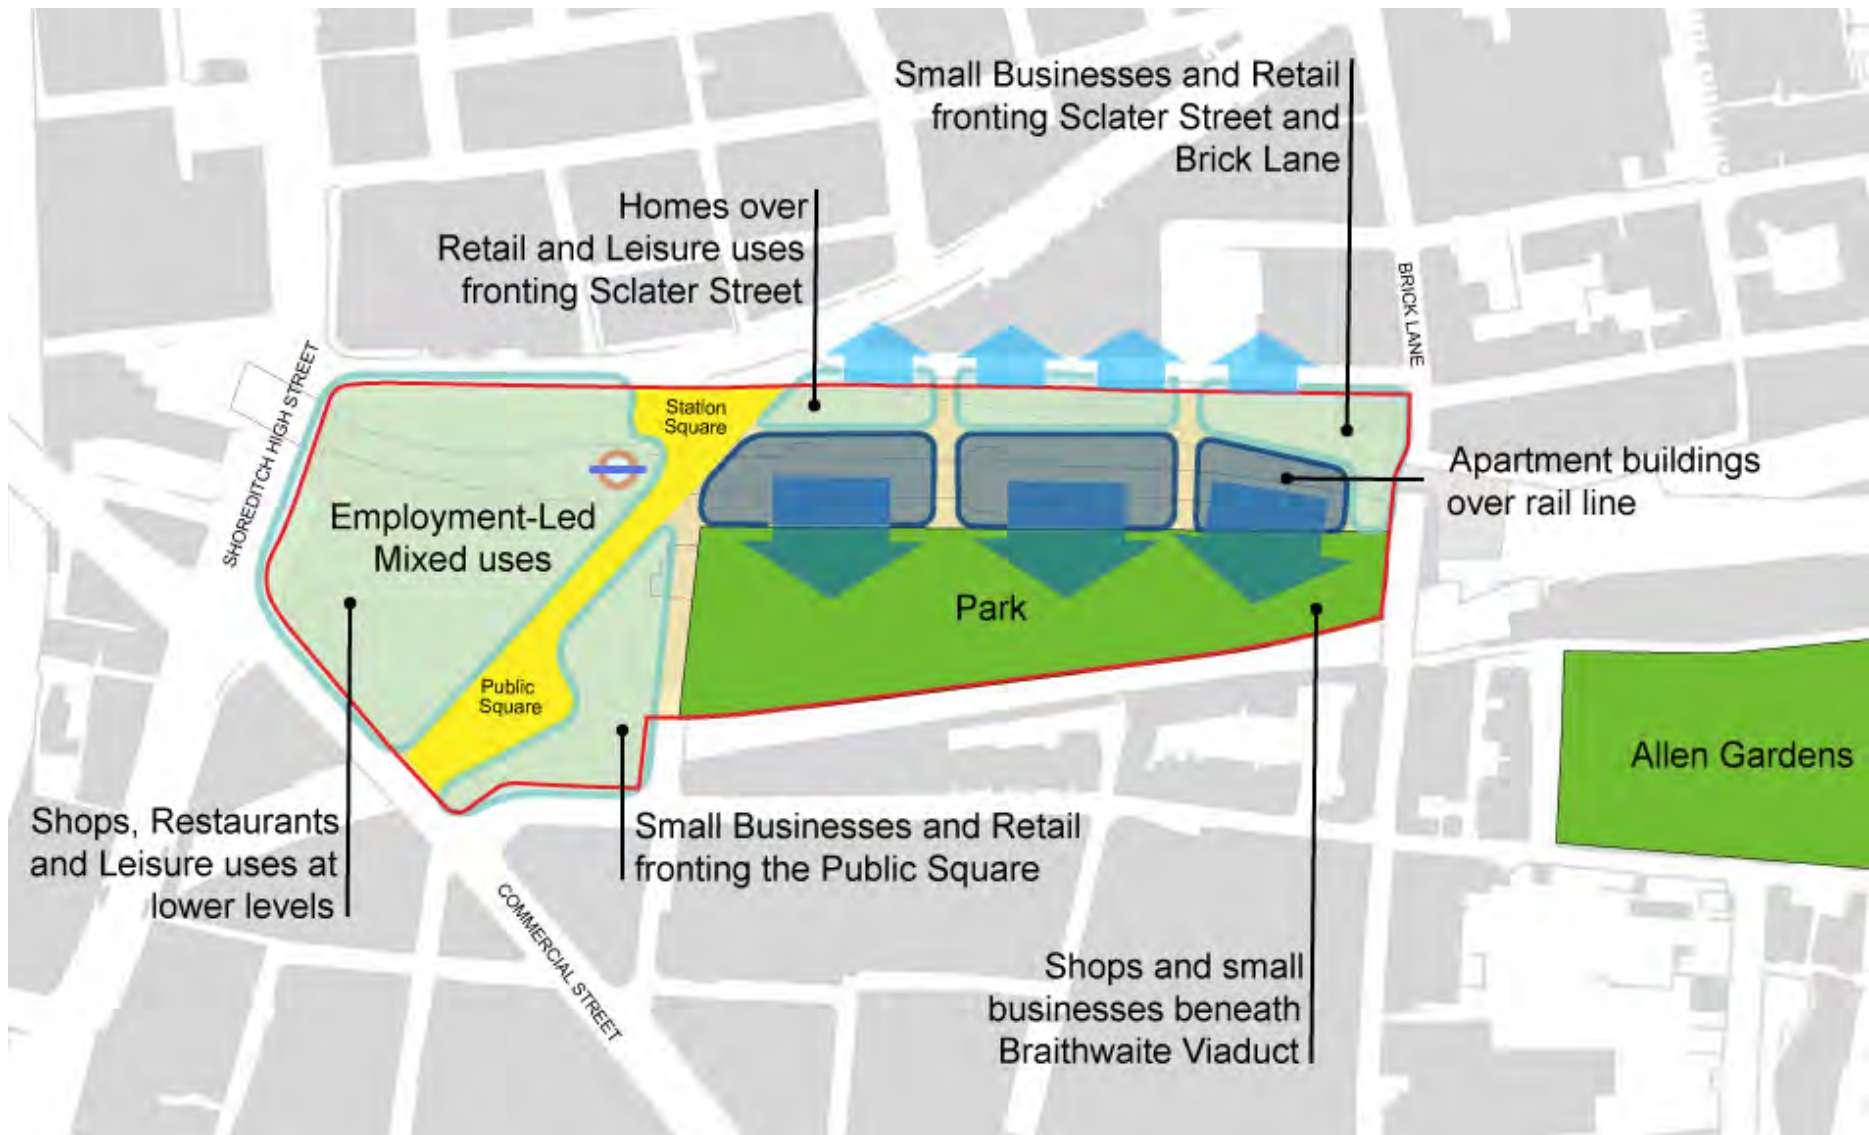 Small Businesses and Retail
fronting Sclater Street and
Brick Lane
Homes over
Retail and Leisure uses
fronting Sclater Street
BRICK LANE
SHOREDITCH HIGH STREET
Station
Square
Apartment buildings
over rail line
Employment-Led
Mixed uses
Park
Public
Square
Allen Gardens
Shops, Restaurants
and Leisure uses at
lower levels
Small Businesses and Retail
fronting the Public Square
COMMERCIAL STREET
Shops and small
businesses beneath
Braithwaite Viaduct